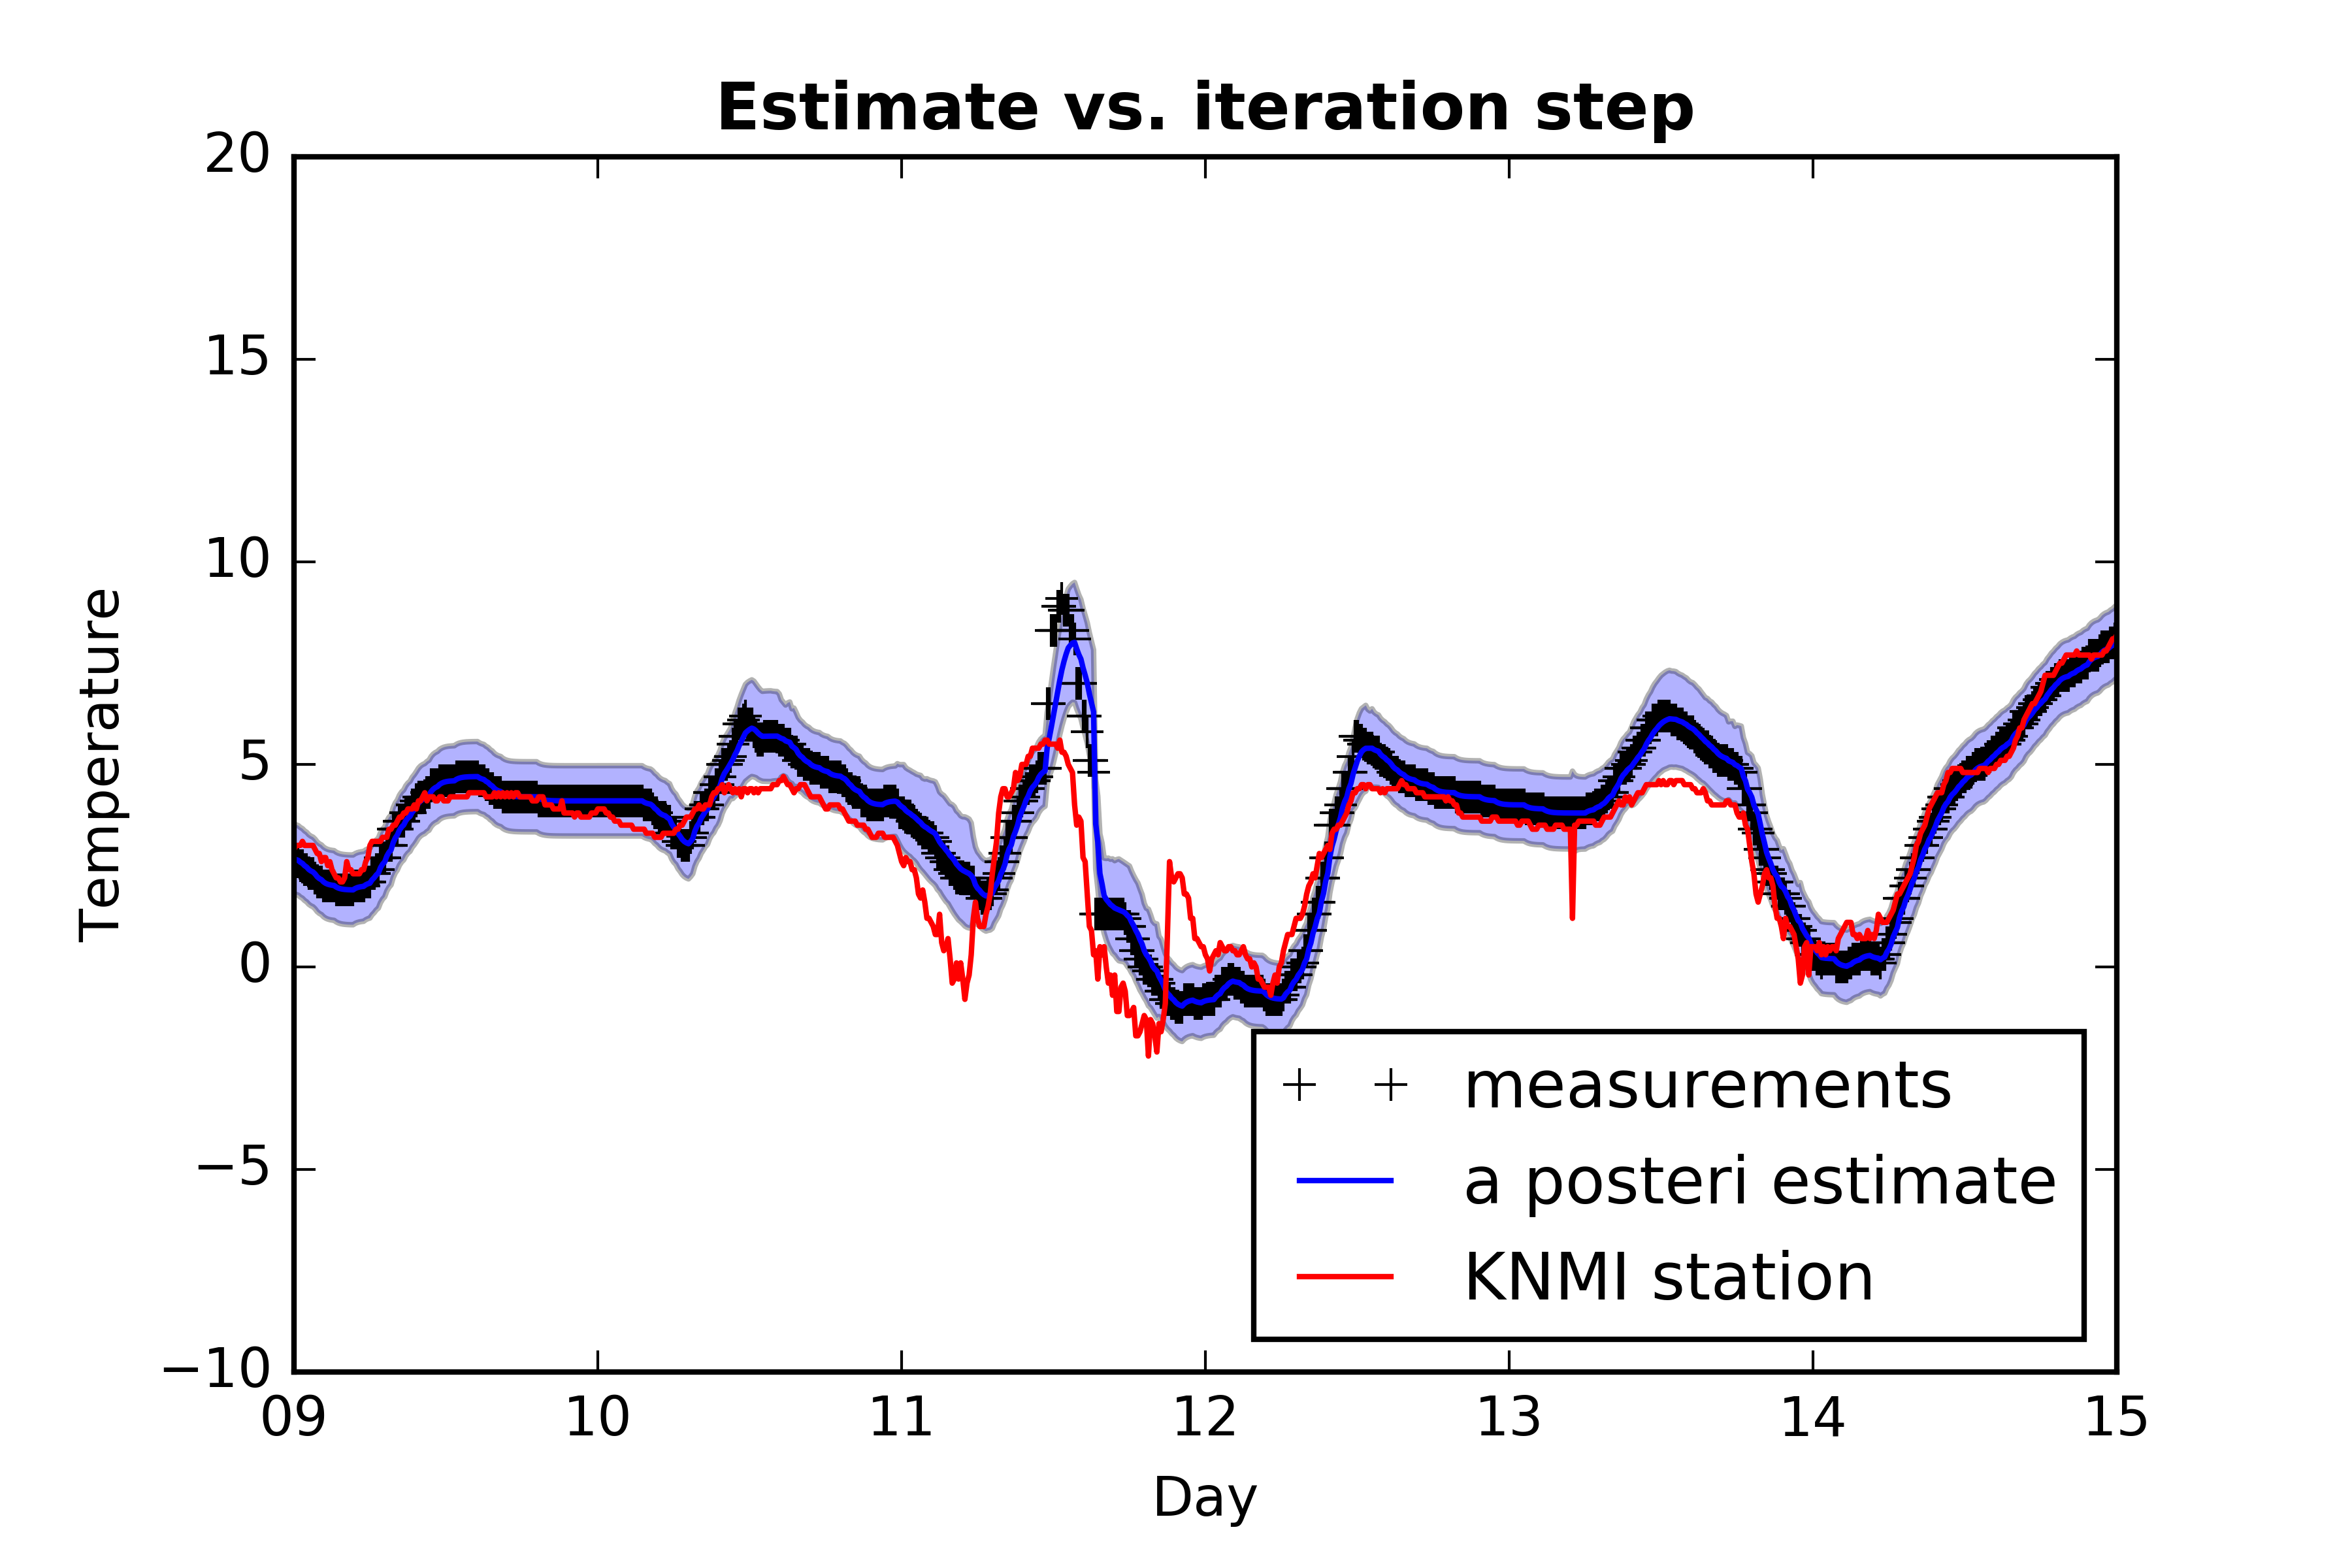 Estimate vs. iteration step
20
15
10
5
0
−5
−10
Temperature
measurements
a posteri estimate
KNMI station
09 10 11 12 13 14 15
Day